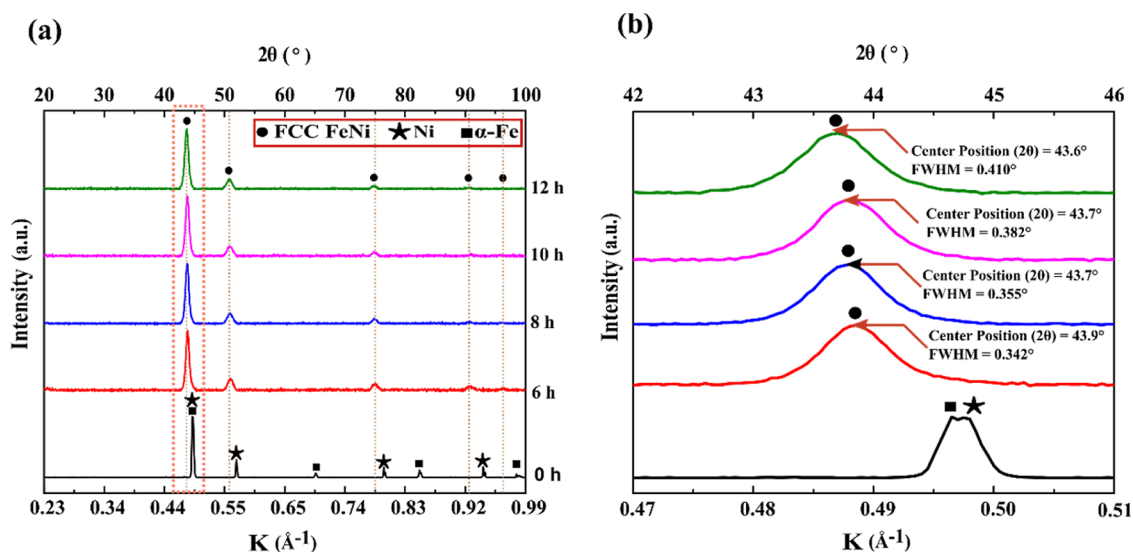 (a)
2θ ( ° )
20 30 40 50 60 70 80 90 100
● FCC FeNi ★ Ni ■ α-Fe
12 h
10 h
8 h
6 h
0 h
Intensity (a.u.)
0.23 0.34 0.44 0.55 0.65 0.74 0.83 0.92 0.99
K (Å⁻¹)
(b)
2θ ( ° )
42 43 44 45 46
Center Position (2θ) = 43.6°
FWHM = 0.410°
Center Position (2θ) = 43.7°
FWHM = 0.382°
Center Position (2θ) = 43.7°
FWHM = 0.355°
Center Position (2θ) = 43.9°
FWHM = 0.342°
Intensity (a.u.)
0.47 0.48 0.49 0.50 0.51
K (Å⁻¹)